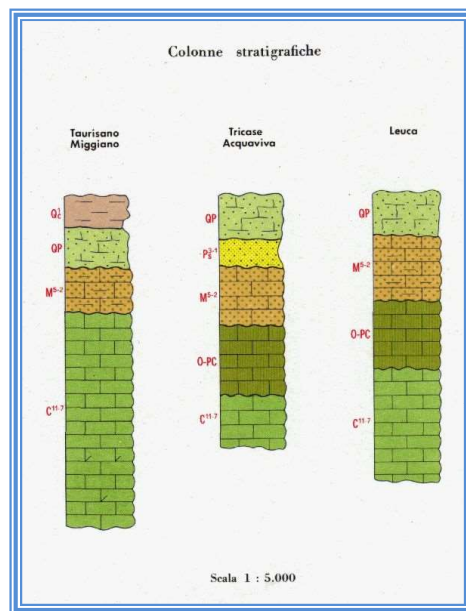 Colonne stratigrafiche
Taurisano
Miggiano
Tricase
Acquaviva
Leuca
QP
M⁵⁻²
C¹¹⁻⁷
QP
M⁵⁻²
O-PC
C¹¹⁻⁷
QP
M⁵⁻²
O-PC
C¹¹⁻⁷
Scala 1 : 5.000